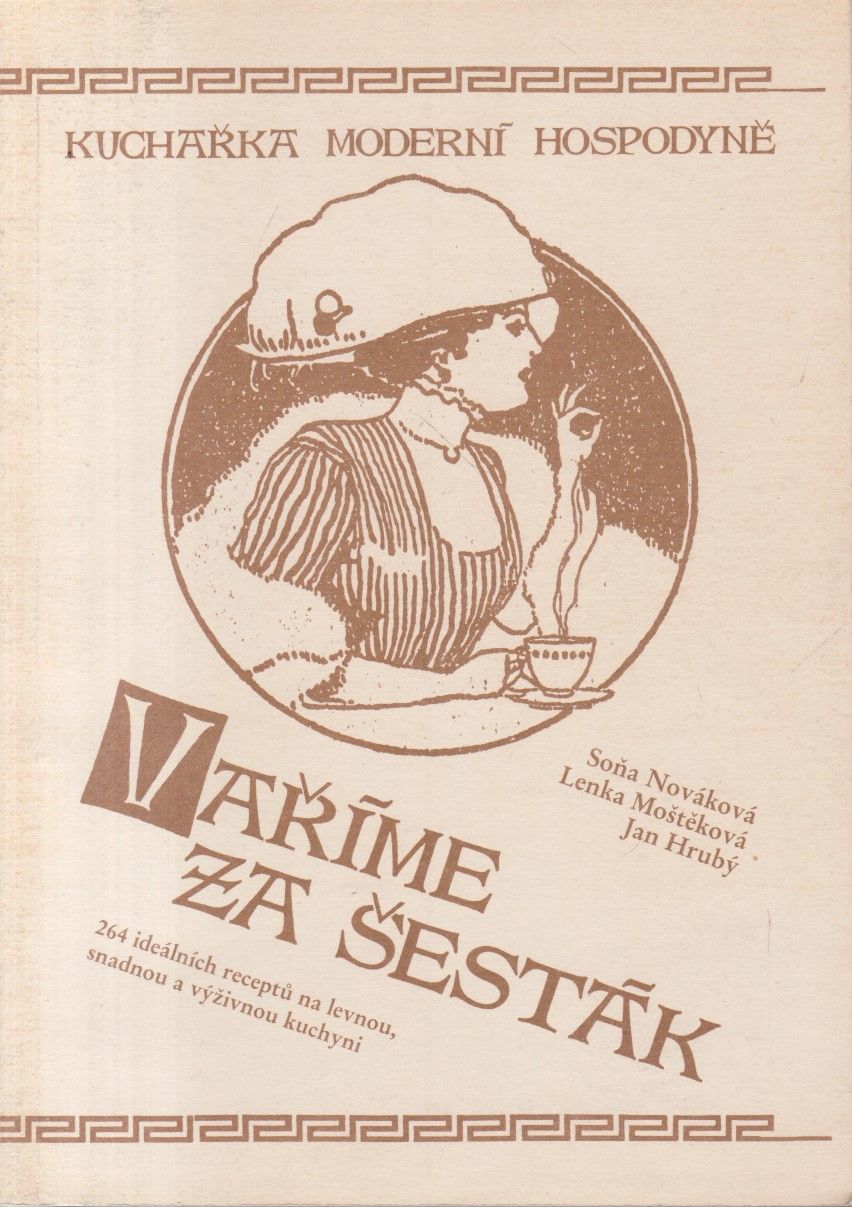 KUCHAŘKA MODERNÍ HOSPODYNĚ
Soňa Nováková
Lenka Moštěková
Jan Hrubý
VAŘÍME
ZA ŠESTÁK
264 ideálních receptů na levnou,
snadnou a výživnou kuchyni